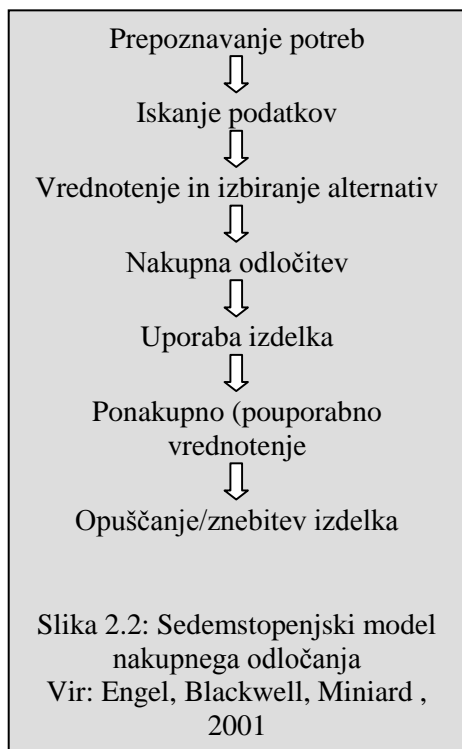 Prepoznavanje potreb
Iskanje podatkov
Vrednotenje in izbiranje alternativ
Nakupna odločitev
Uporaba izdelka
Ponakupno (pouporabno
vrednotenje
Opuščanje/znebitev izdelka
Slika 2.2: Sedemstopenjski model
nakupnega odločanja
Vir: Engel, Blackwell, Miniard ,
2001